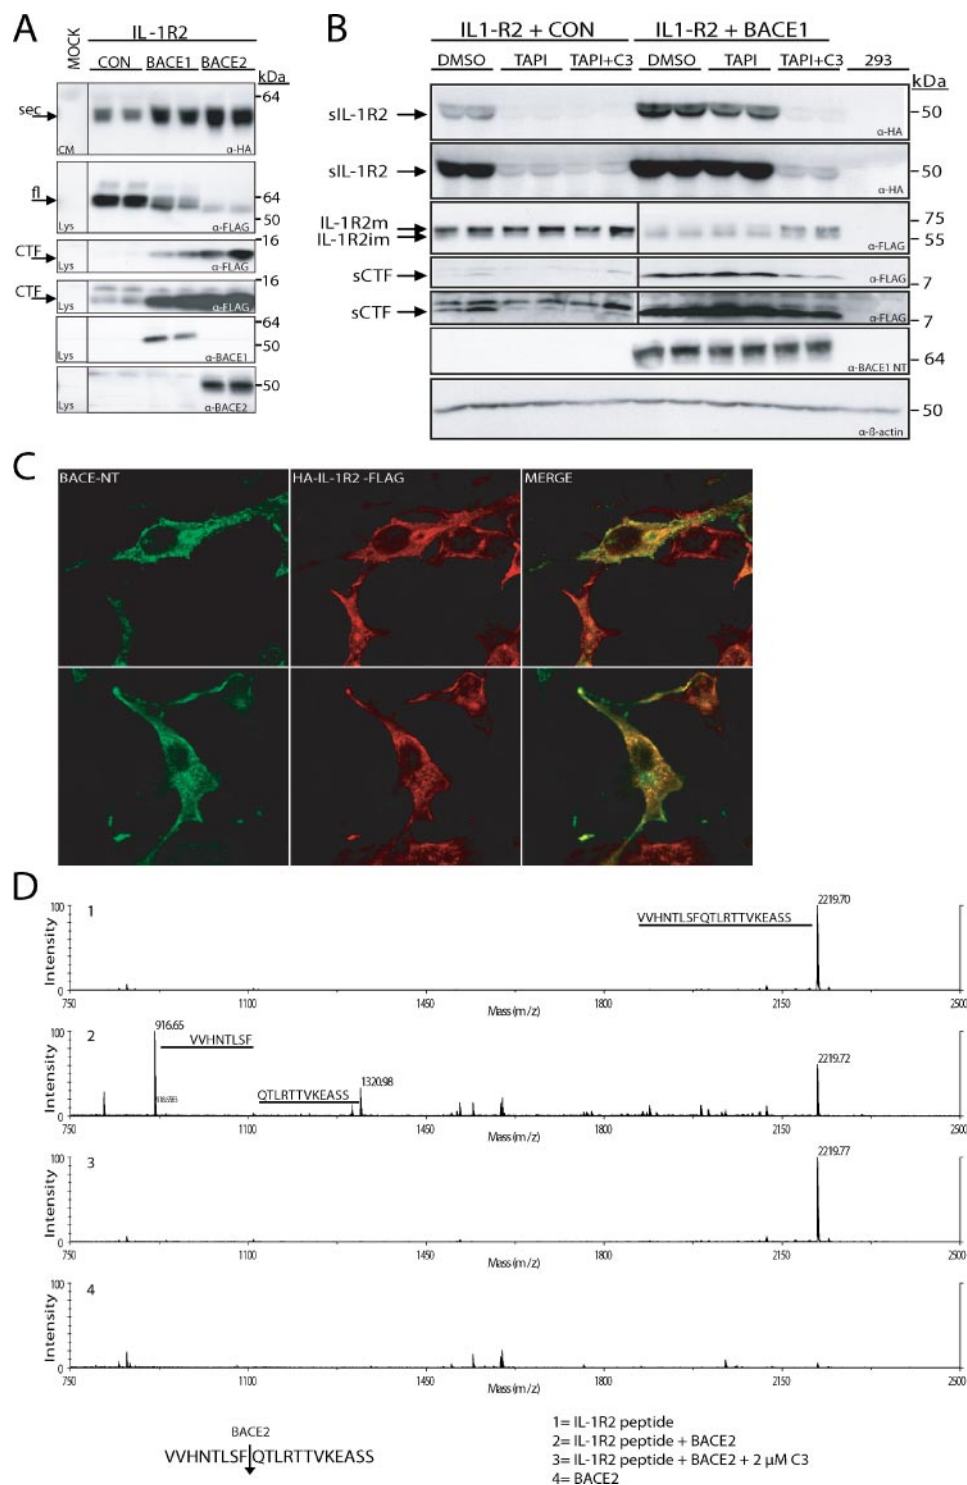 A
IL-1R2
MOCK
CON BACE1 BACE2
kDa
sec
64
CM
α-HA
fl
64
50
Lys
α-FLAG
CTF
16
Lys
α-FLAG
CTF
16
Lys
α-FLAG
64
50
Lys
α-BACE1
50
Lys
α-BACE2
B
IL1-R2 + CON IL1-R2 + BACE1
DMSO TAPI TAPI+C3 DMSO TAPI TAPI+C3 293
kDa
sIL-1R2
50
α-HA
sIL-1R2
50
α-HA
IL-1R2m
IL-1R2im
75
55
α-FLAG
sCTF
7
α-FLAG
sCTF
7
α-FLAG
64
α-BACE1 NT
50
α-ß-actin
C
BACE-NT HA-IL-1R2 -FLAG MERGE
D
1
2219.70
VVHNTLSFQTLRTTVKEASS
100
0
Intensity
750 1100 1450 1800 2150 2500
Mass (m/z)
2
916.65
VVHNTLSF
QTLRTTVKEASS
1320.98
2219.72
100
0
Intensity
750 1100 1450 1800 2150 2500
Mass (m/z)
3
2219.77
100
0
Intensity
750 1100 1450 1800 2150 2500
Mass (m/z)
4
100
0
Intensity
750 1100 1450 1800 2150 2500
Mass (m/z)
BACE2
VVHNTLSF QTLRTTVKEASS
1= IL-1R2 peptide
2= IL-1R2 peptide + BACE2
3= IL-1R2 peptide + BACE2 + 2 µM C3
4= BACE2